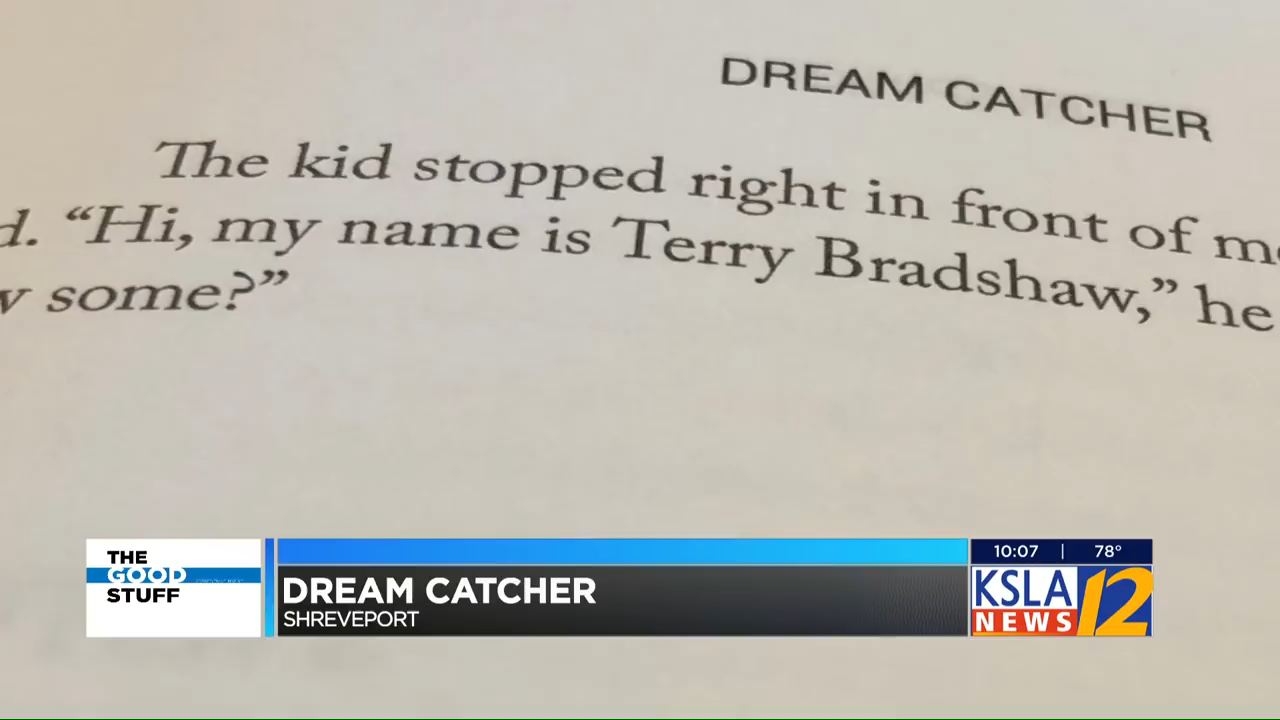 DREAM CATCHER
The kid stopped right in front of
"Hi, my name is Terry Bradshaw," he
some?"
THE
GOOD
STUFF
DREAM CATCHER
SHREVEPORT
10:07 | 78°
KSLA
NEWS 12